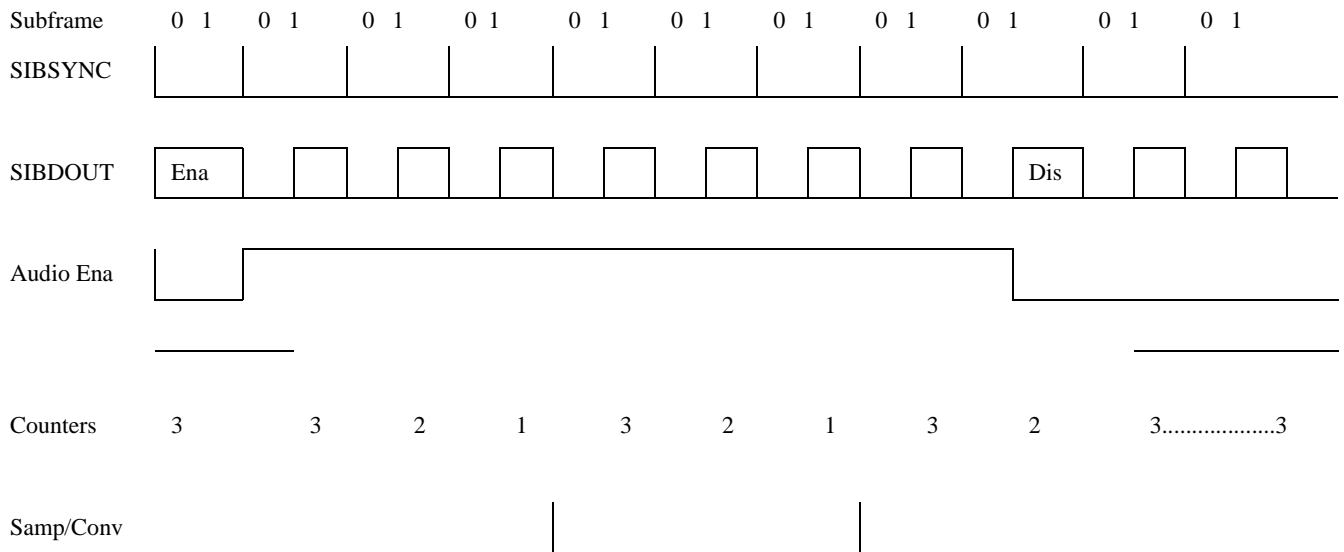 Subframe 0 1 0 1 0 1 0 1 0 1 0 1 0 1 0 1 0 1 0 1 0 1
SIBSYNC
SIBDOUT Ena Dis
Audio Ena
Counters 3 3 2 1 3 2 1 3 2 3...................3
Samp/Conv